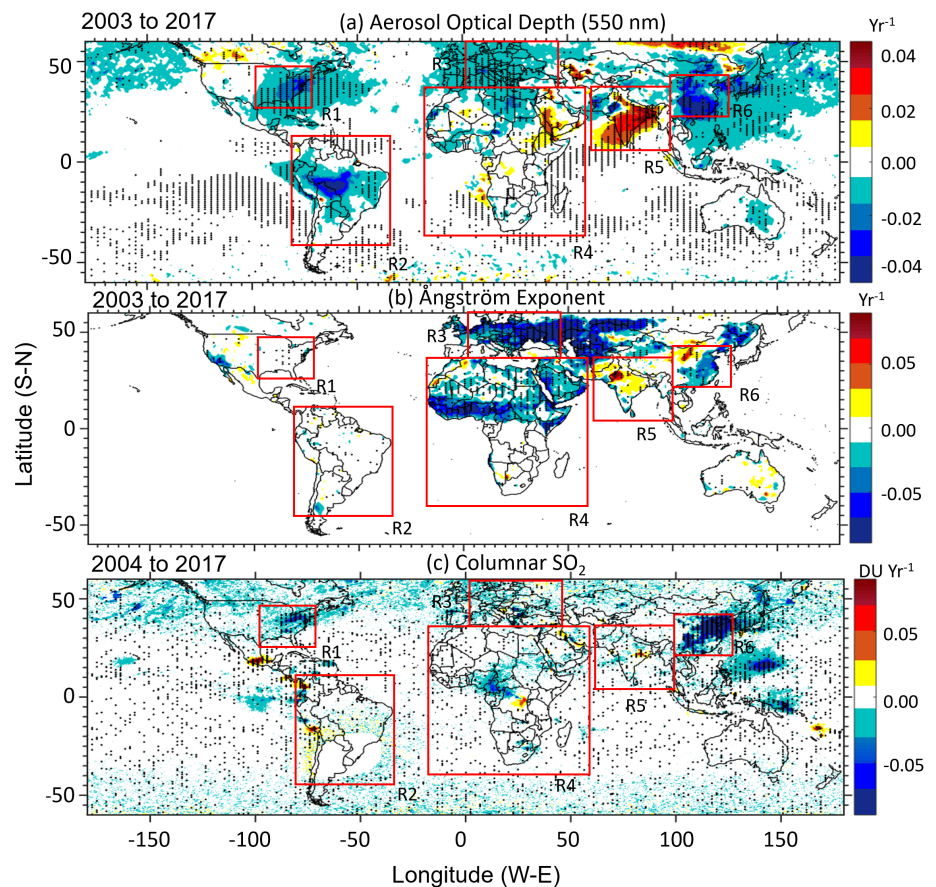 2003 to 2017 (a) Aerosol Optical Depth (550 nm) Yr⁻¹
50
0
-50
R1
R2
R3
R4
R5
R6
0.04
0.02
0.00
-0.02
-0.04
2003 to 2017 (b) Ångström Exponent Yr⁻¹
50
0
-50
R1
R2
R3
R4
R5
R6
0.05
0.00
-0.05
Latitude (S-N)
2004 to 2017 (c) Columnar SO₂ DU Yr⁻¹
50
0
-50
R1
R2
R3
R4
R5
R6
0.05
0.00
-0.05
-150 -100 -50 0 50 100 150
Longitude (W-E)